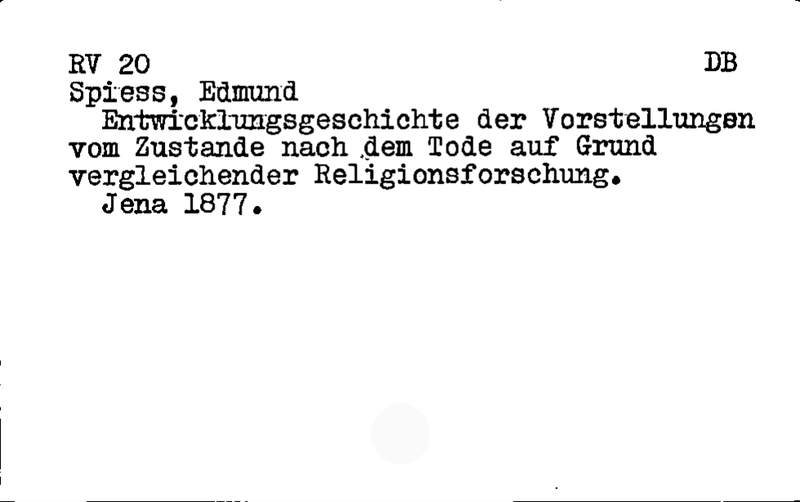 RV 20 DB
Spiess, Edmund
Entwicklungsgeschichte der Vorstellungen
vom Zustande nach dem Tode auf Grund
vergleichender Religionsforschung.
Jena 1877.